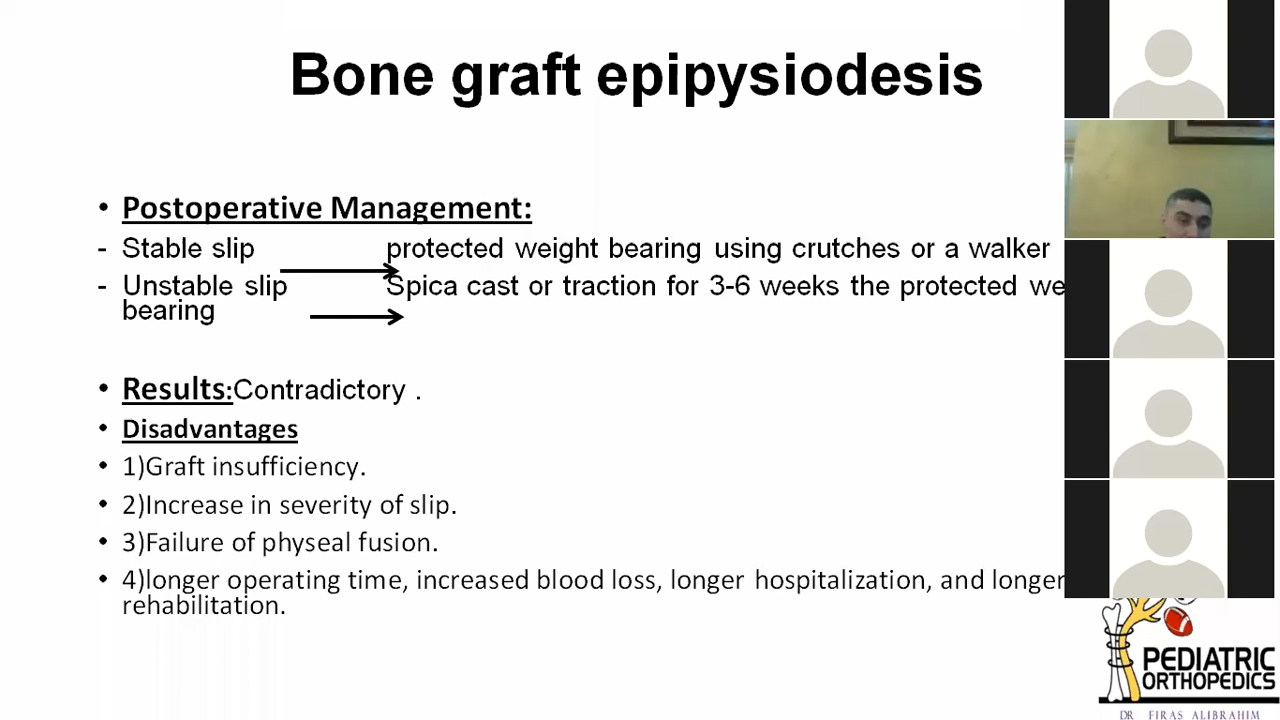 Bone graft epipysiodesis
• Postoperative Management:
- Stable slip protected weight bearing using crutches or a walker
- Unstable slip Spica cast or traction for 3-6 weeks the protected we
bearing
• Results:Contradictory .
• Disadvantages
• 1)Graft insufficiency.
• 2)Increase in severity of slip.
• 3)Failure of physeal fusion.
• 4)longer operating time, increased blood loss, longer hospitalization, and longer
rehabilitation.
PEDIATRIC
ORTHOPEDICS
DR FIRAS ALIBRAHIM